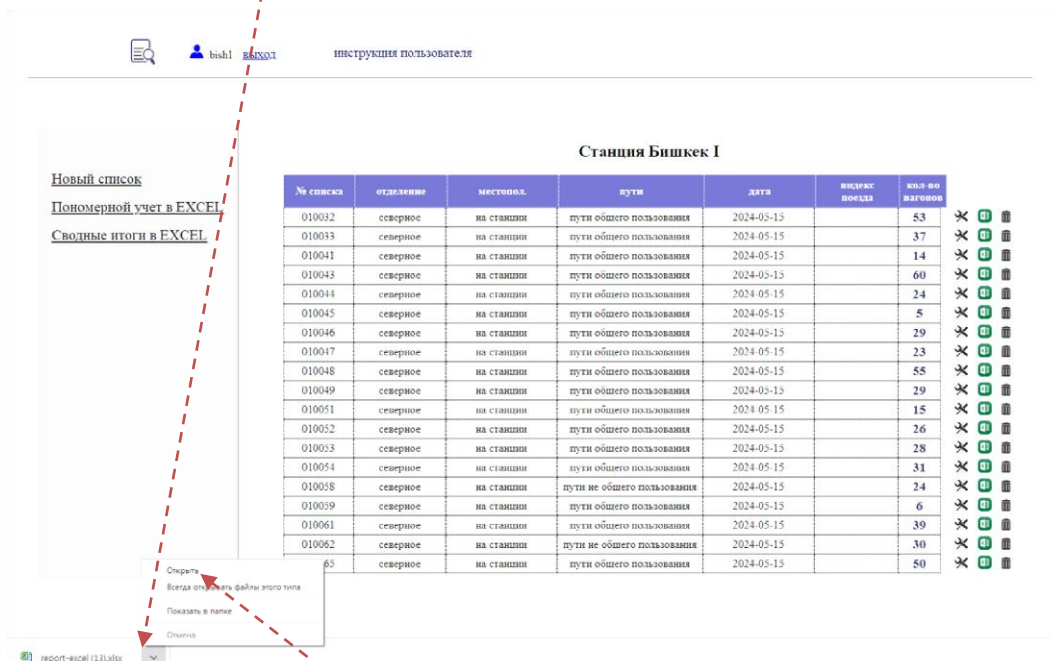 bish1 выход инструкция пользователя
Станция Бишкек I
Новый список
Пономерной учет в EXCEL
Сводные итоги в EXCEL
№ списка отделение местопол. пути дата индекс поезда кол-во вагонов
010032 северное на станции пути общего пользования 2024-05-15 53
010033 северное на станции пути общего пользования 2024-05-15 37
010041 северное на станции пути общего пользования 2024-05-15 14
010043 северное на станции пути общего пользования 2024-05-15 60
010044 северное на станции пути общего пользования 2024-05-15 24
010045 северное на станции пути общего пользования 2024-05-15 5
010046 северное на станции пути общего пользования 2024-05-15 29
010047 северное на станции пути общего пользования 2024-05-15 23
010048 северное на станции пути общего пользования 2024-05-15 55
010049 северное на станции пути общего пользования 2024-05-15 29
010051 северное на станции пути общего пользования 2024-05-15 15
010052 северное на станции пути общего пользования 2024-05-15 26
010053 северное на станции пути общего пользования 2024-05-15 28
010054 северное на станции пути общего пользования 2024-05-15 31
010058 северное на станции пути не общего пользования 2024-05-15 24
010059 северное на станции пути общего пользования 2024-05-15 6
010061 северное на станции пути общего пользования 2024-05-15 39
010062 северное на станции пути не общего пользования 2024-05-15 30
65 северное на станции пути общего пользования 2024-05-15 50
Открыть
Всегда открывать файлы этого типа
Показать в папке
Отмена
report-excel (13).xlsx